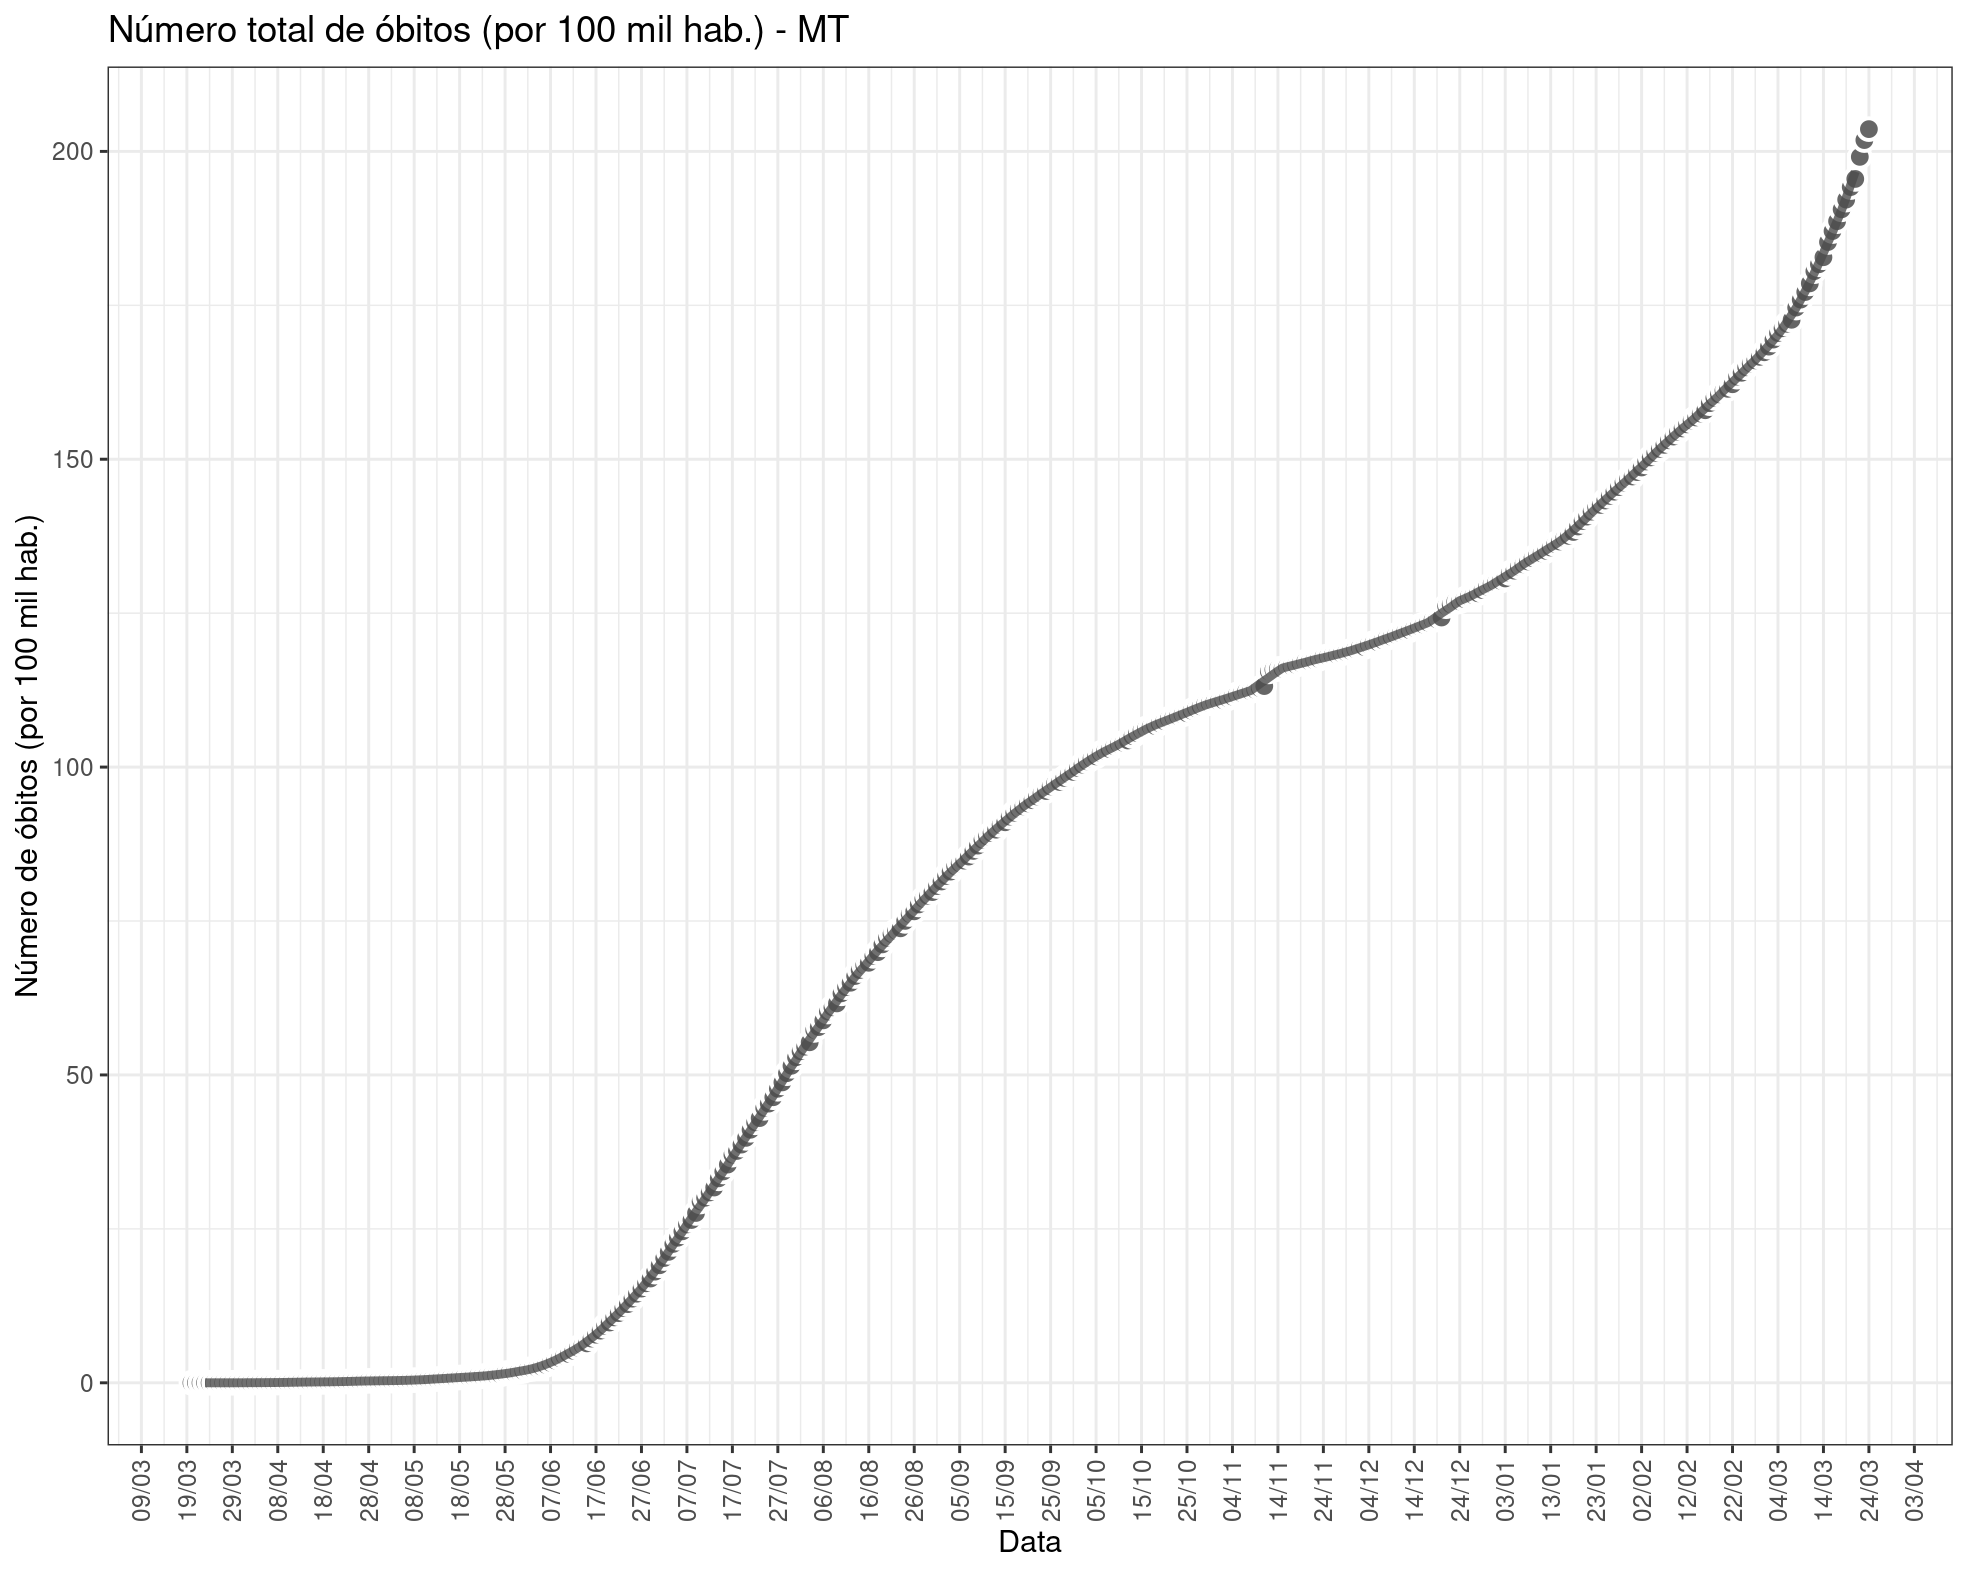 Número total de óbitos (por 100 mil hab.) - MT
Número de óbitos (por 100 mil hab.)
200
150
100
50
0
09/03 19/03 29/03 08/04 18/04 28/04 08/05 18/05 28/05 07/06 17/06 27/06 07/07 17/07 27/07 06/08 16/08 26/08 05/09 15/09 25/09 05/10 15/10 25/10 04/11 14/11 24/11 04/12 14/12 24/12 03/01 13/01 23/01 02/02 12/02 22/02 04/03 14/03 24/03 03/04
Data